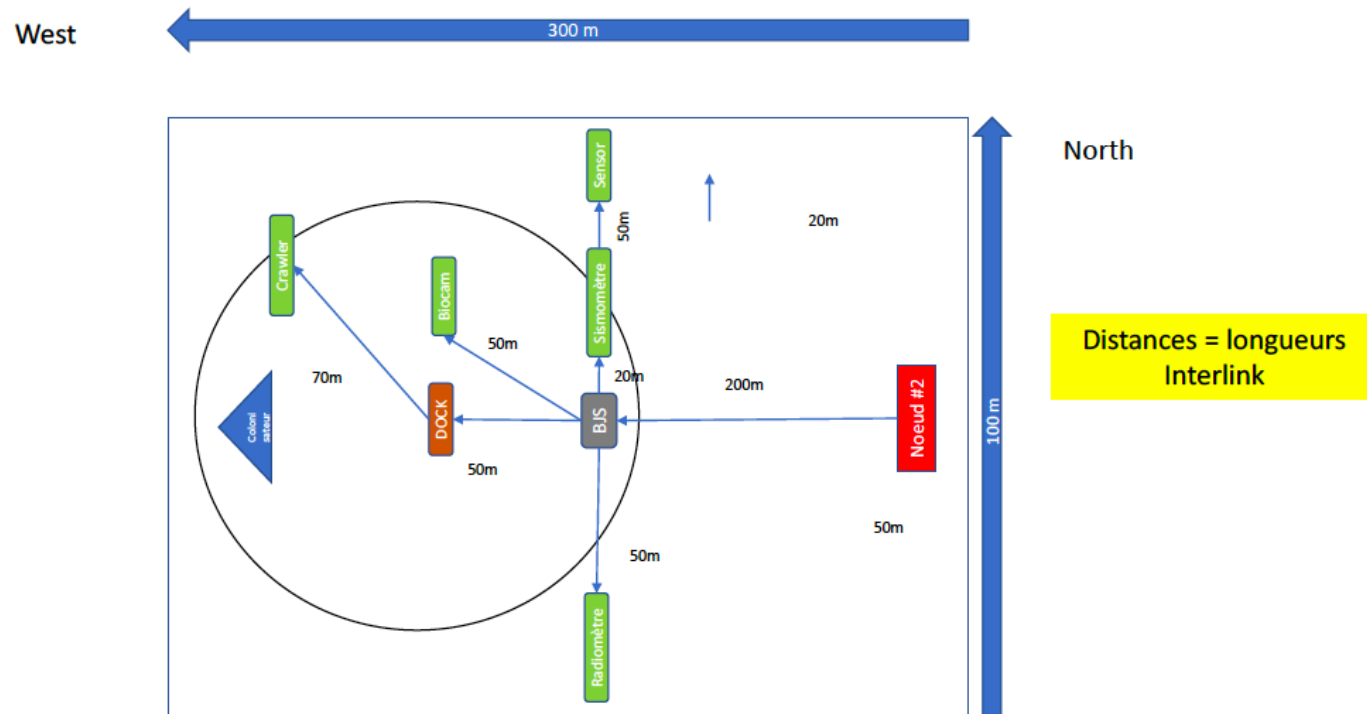 West
300 m
North
Sensor
50m
20m
Crawler
Biocam
Sismomètre
50m
70m
20m
200m
Distances = longueurs
Interlink
Coloni
sateur
DOCK
BJS
Noeud #2
100 m
50m
50m
50m
Radiomètre